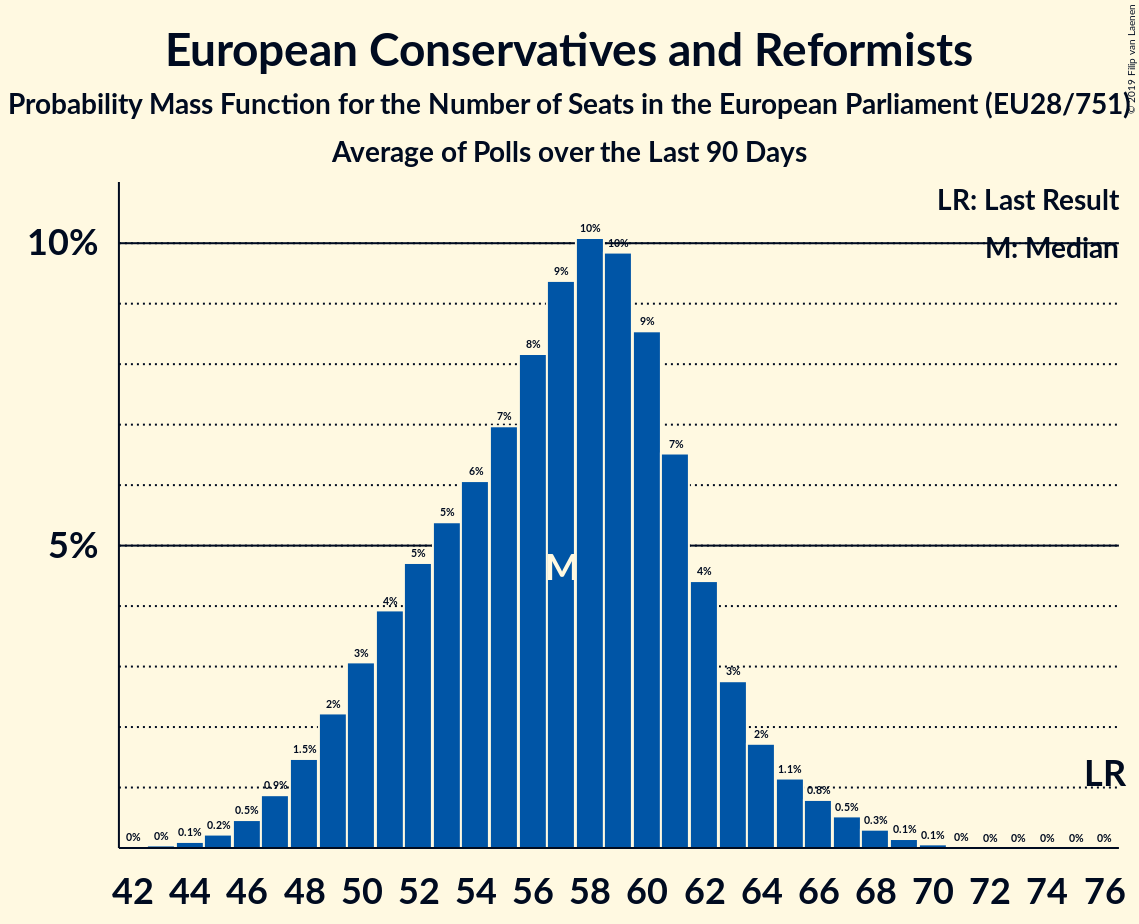 European Conservatives and Reformists
Probability Mass Function for the Number of Seats in the European Parliament (EU28/751)
Average of Polls over the Last 90 Days
© 2019 Filip van Laenen
LR: Last Result
M: Median
10%
5%
0% 0% 0.1% 0.2% 0.5% 0.9% 1.5% 2% 3% 4% 5% 5% 6% 7% 8% 9% 10% 10% 9% 7% 4% 3% 2% 1.1% 0.8% 0.5% 0.3% 0.1% 0.1% 0% 0% 0% 0% 0% 0%
M
LR
42 44 46 48 50 52 54 56 58 60 62 64 66 68 70 72 74 76